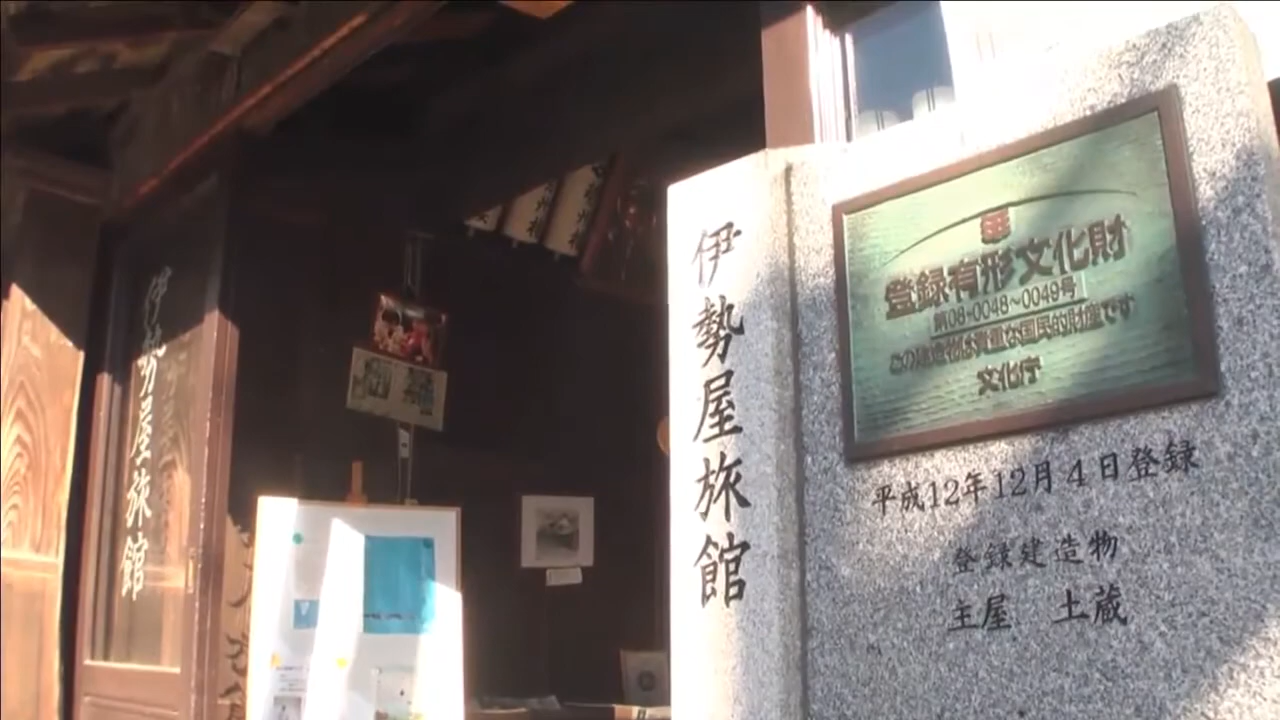 伊勢屋旅館
伊勢屋旅館
登録有形文化財
第08-0048～0049号
この建造物は貴重な国民的財産です
文化庁
平成12年12月4日登録
登録建造物
主屋　土蔵